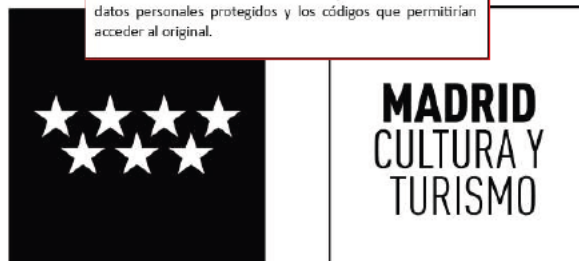 datos personales protegidos y los códigos que permitirían
acceder al original.
MADRID
CULTURA Y
TURISMO